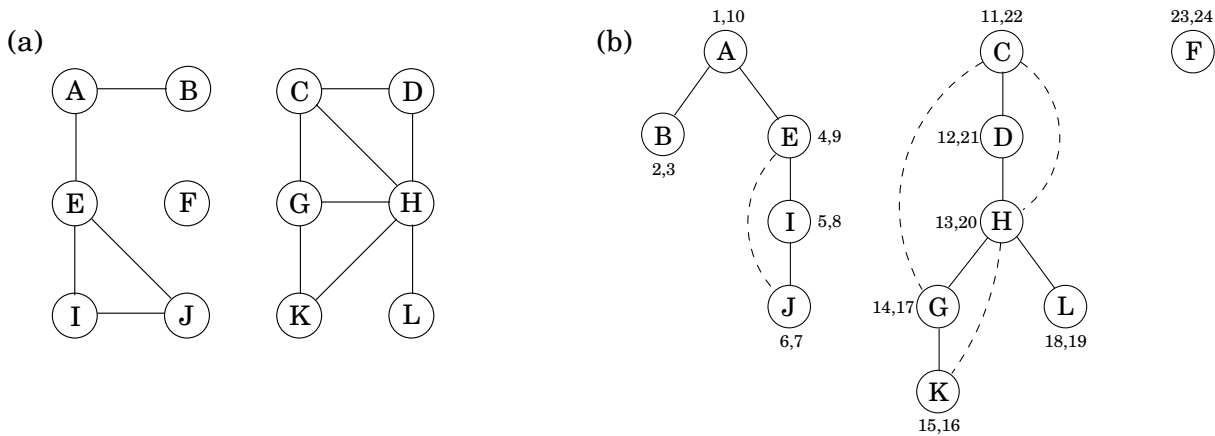 (a)
A B C D
E F G H
I J K L
(b)
1,10 11,22 23,24
A C F
B E 4,9 12,21 D
2,3
I 5,8 13,20 H
J 14,17 G L
6,7 18,19
K
15,16